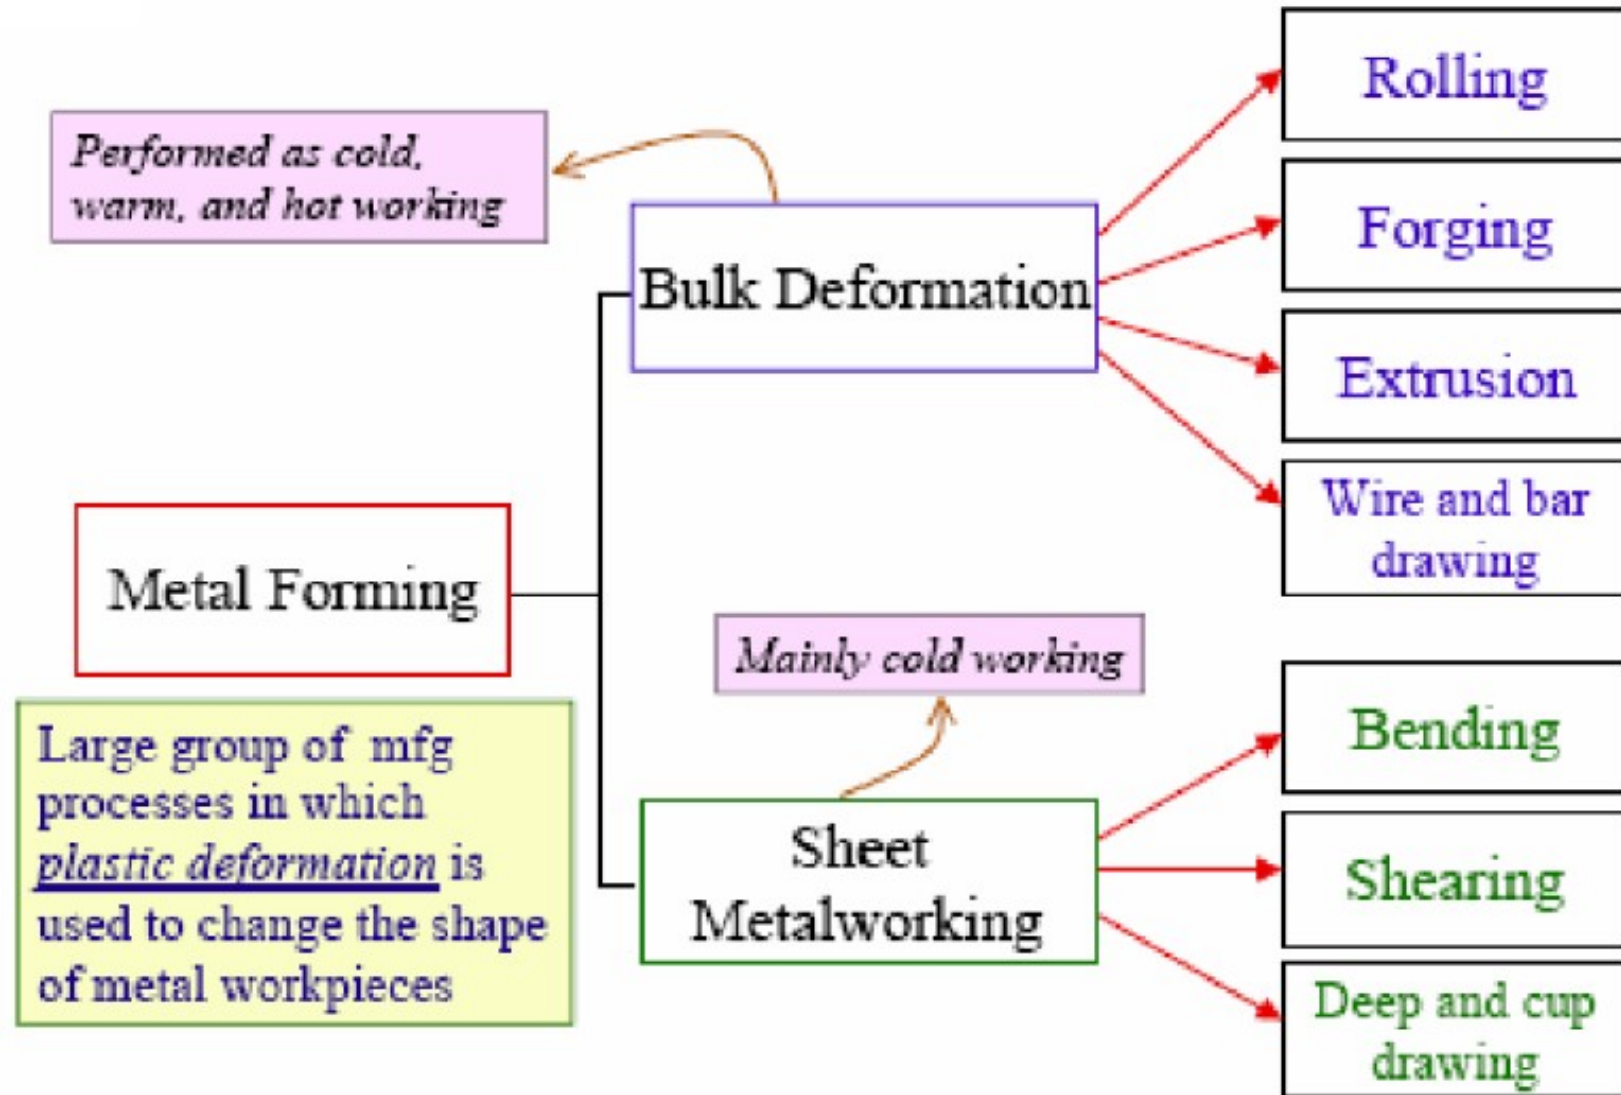 Performed as cold,
warm, and hot working
Bulk Deformation
Rolling
Forging
Extrusion
Wire and bar
drawing
Metal Forming
Large group of mfg
processes in which
plastic deformation is
used to change the shape
of metal workpieces
Mainly cold working
Sheet
Metalworking
Bending
Shearing
Deep and cup
drawing